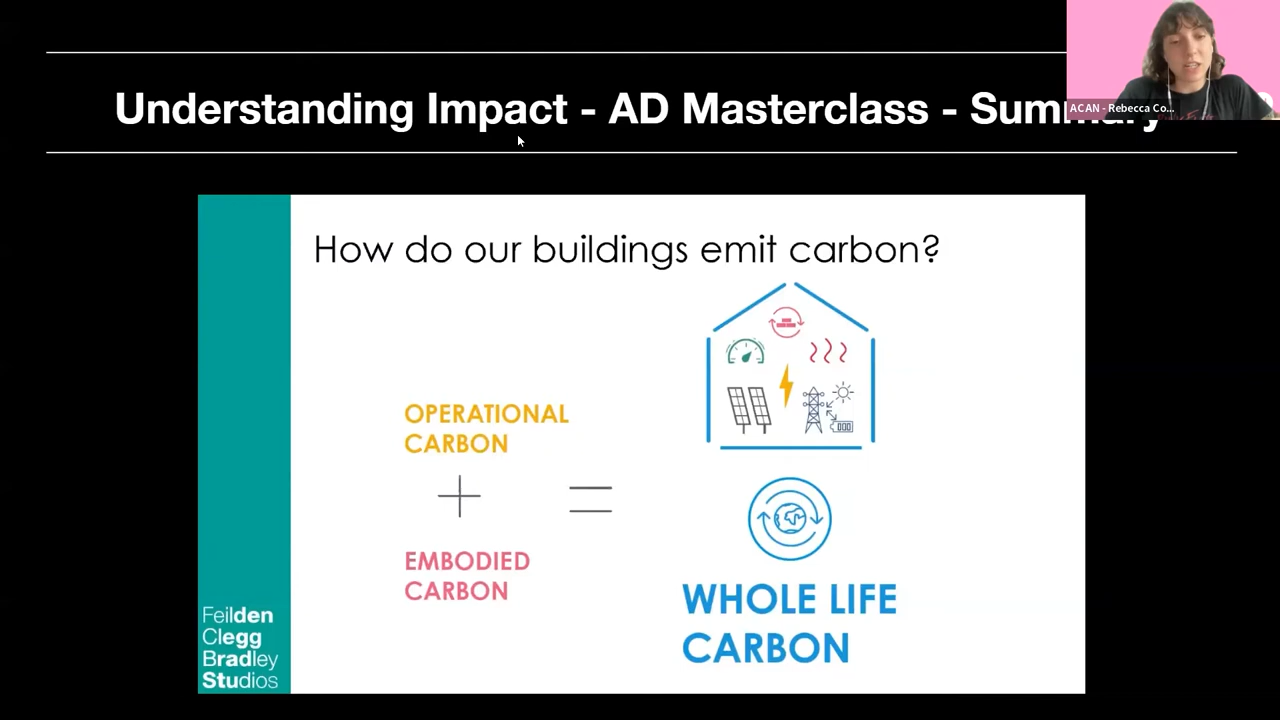 Understanding Impact - AD Masterclass - Summary
ACAN - Rebecca Co...
How do our buildings emit carbon?
OPERATIONAL
CARBON
+
=
EMBODIED
CARBON
WHOLE LIFE
CARBON
Feilden
Clegg
Bradley
Studios